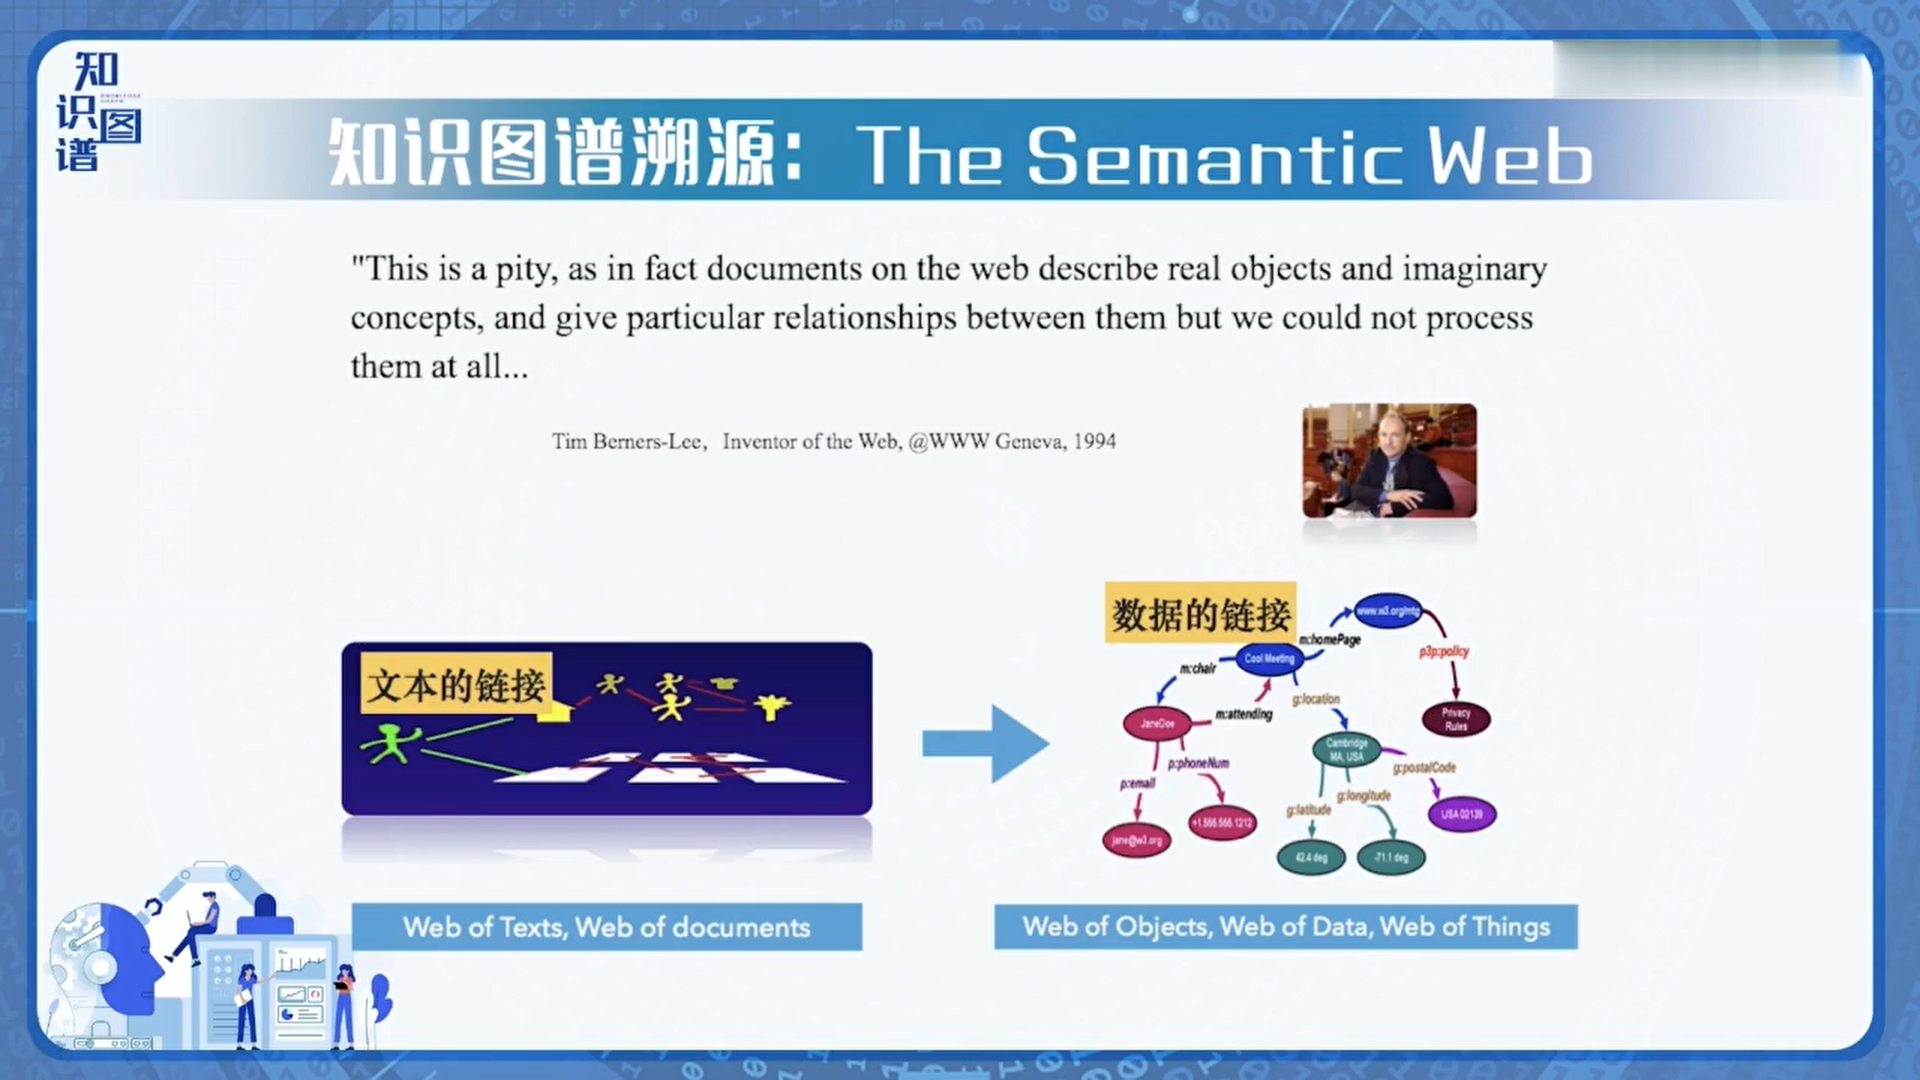 知
识图
谱
KNOWLEDGE
GRAPH
知识图谱溯源：The Semantic Web
"This is a pity, as in fact documents on the web describe real objects and imaginary
concepts, and give particular relationships between them but we could not process
them at all...
Tim Berners-Lee, Inventor of the Web, @WWW Geneva, 1994
文本的链接
数据的链接
www.w3.org/mtg
m:homePage
p3p:policy
Cool Meeting
m:chair
g:location
JaneDoe
m:attending
Privacy
Rules
Cambridge
MA, USA
p:phoneNum
g:postalCode
p:email
g:longitude
g:latitude
USA 02139
+1.555.555.1212
jane@w3.org
42.4 deg
-71.1 deg
Web of Texts, Web of documents
Web of Objects, Web of Data, Web of Things